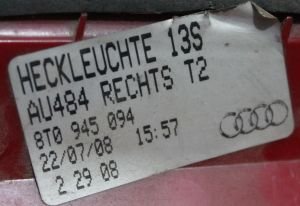 HECKLEUCHTE 13S
AU484 RECHTS T2
8T0 945 094
22/07/08 15:57
2 29 08